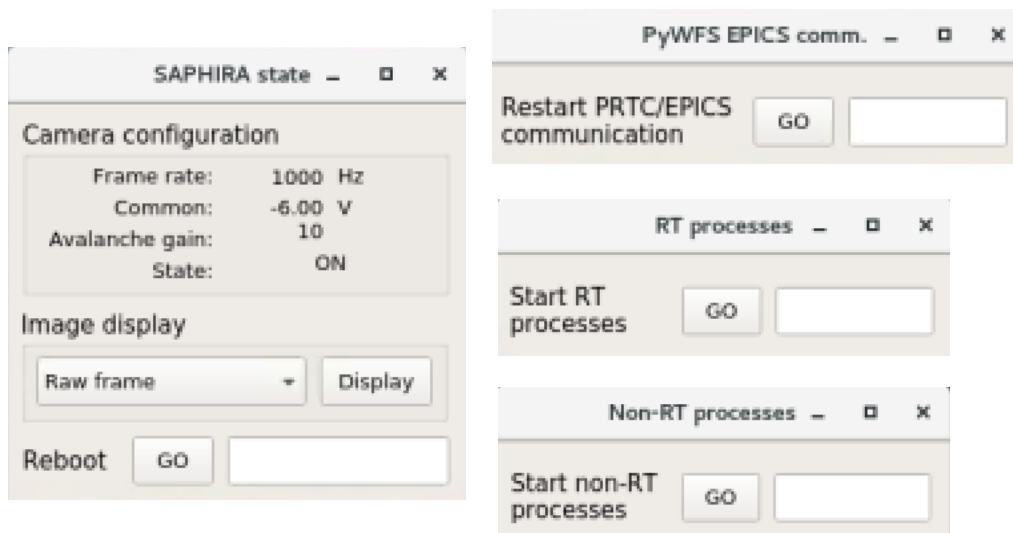 SAPHIRA state
Camera configuration
Frame rate: 1000 Hz
Common: -6.00 V
Avalanche gain: 10
State: ON
Image display
Raw frame Display
Reboot GO
PyWFS EPICS comm.
Restart PRTC/EPICS
communication GO
RT processes
Start RT
processes GO
Non-RT processes
Start non-RT
processes GO